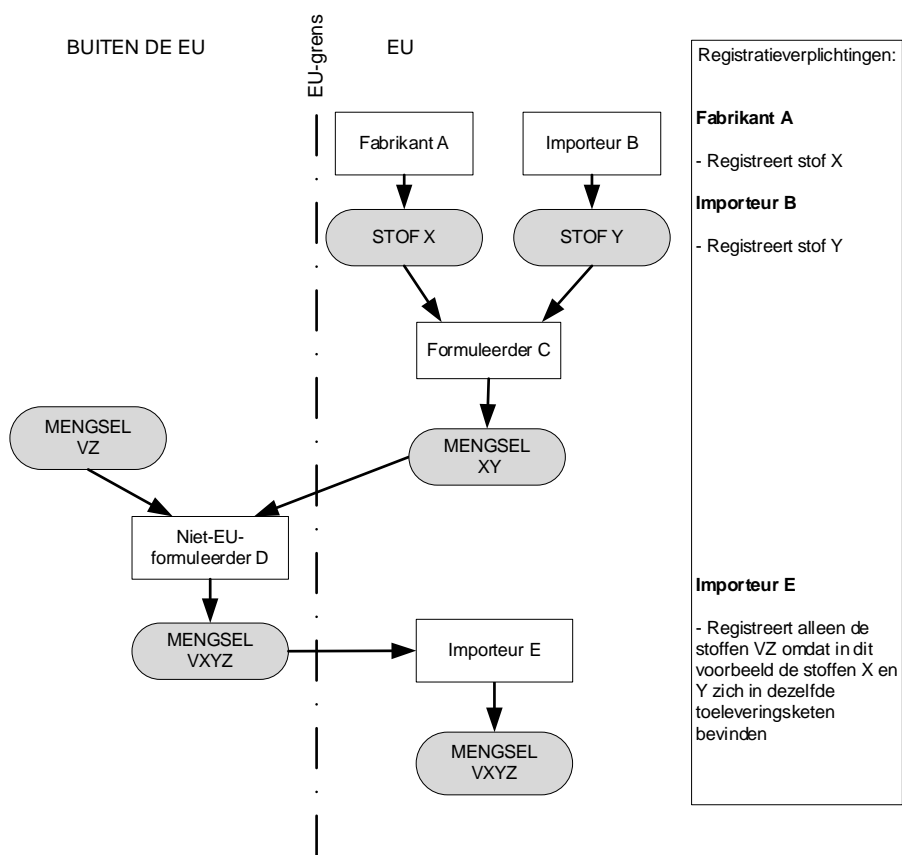 BUITEN DE EU
EU-grens
EU
Fabrikant A
Importeur B
STOF X
STOF Y
Formuleerder C
MENGSEL
VZ
MENGSEL
XY
Niet-EU-
formuleerder D
MENGSEL
VXYZ
Importeur E
MENGSEL
VXYZ
Registratieverplichtingen:
Fabrikant A
- Registreert stof X
Importeur B
- Registreert stof Y
Importeur E
- Registreert alleen de
stoffen VZ omdat in dit
voorbeeld de stoffen X en
Y zich in dezelfde
toeleveringsketen
bevinden